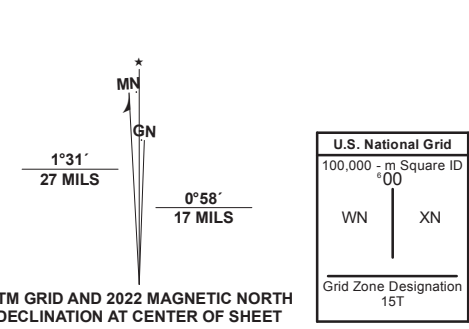 ★
MN
GN
1°31´
27 MILS
0°58´
17 MILS
TM GRID AND 2022 MAGNETIC NORTH
DECLINATION AT CENTER OF SHEET
U.S. National Grid
100,000 - m Square ID
⁶00
WN XN
Grid Zone Designation
15T